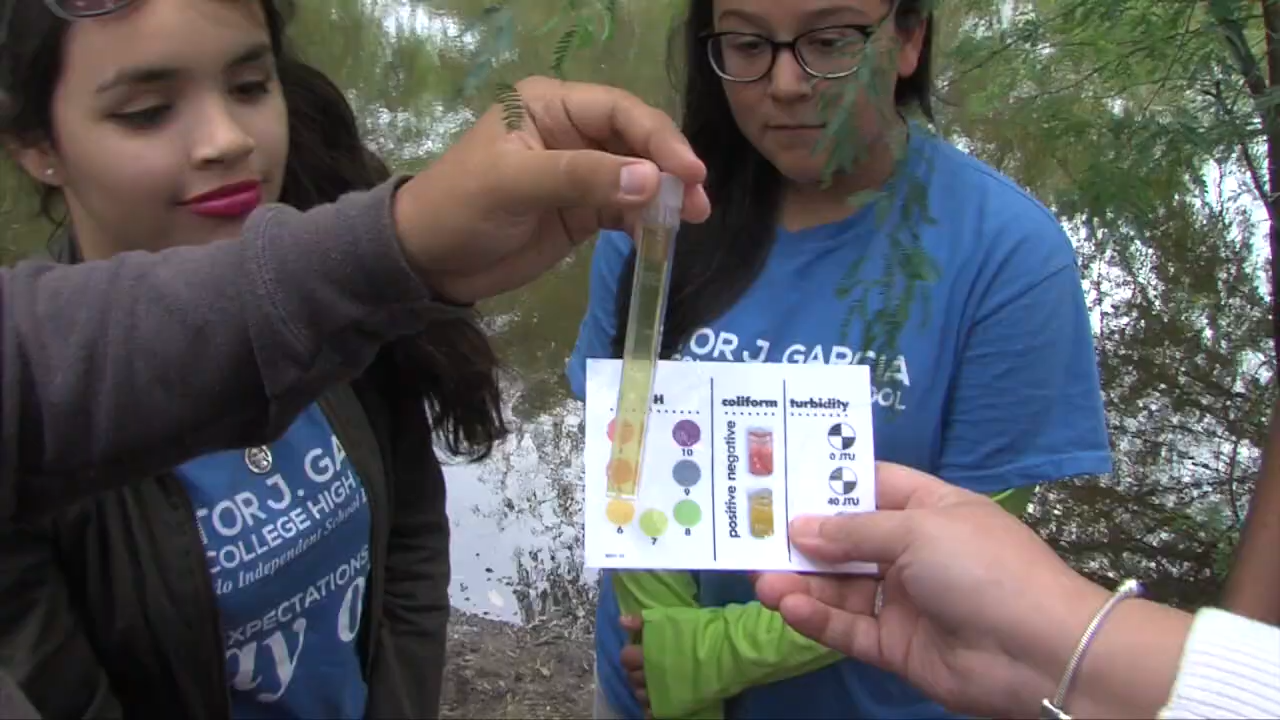 TOR J. GA
COLLEGE HIGH
do Independent School D
EXPECTATIONS
ay O
TOR J. GARCIA
OOL
H
10
9
6
7
8
coliform
negative
positive
turbidity
0 JTU
40 JTU